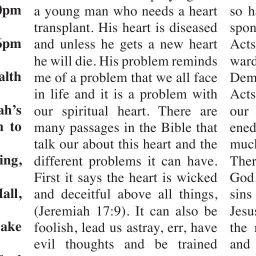 0pm
6pm
alth
ah's
n to
ing,
Hall,
ake
a young man who needs a heart
transplant. His heart is diseased
and unless he gets a new heart
he will die. His problem reminds
me of a problem that we all face
in life and it is a problem with
our spiritual heart. There are
many passages in the Bible that
talk our about this heart and the
different problems it can have.
First it says the heart is wicked
and deceitful above all things,
(Jeremiah 17:9). It can also be
foolish, lead us astray, err, have
evil thoughts and be trained
so ha
spon
Acts
ward
Dem
Acts
our
ened
much
Ther
God
sins
Jesus
the r
and